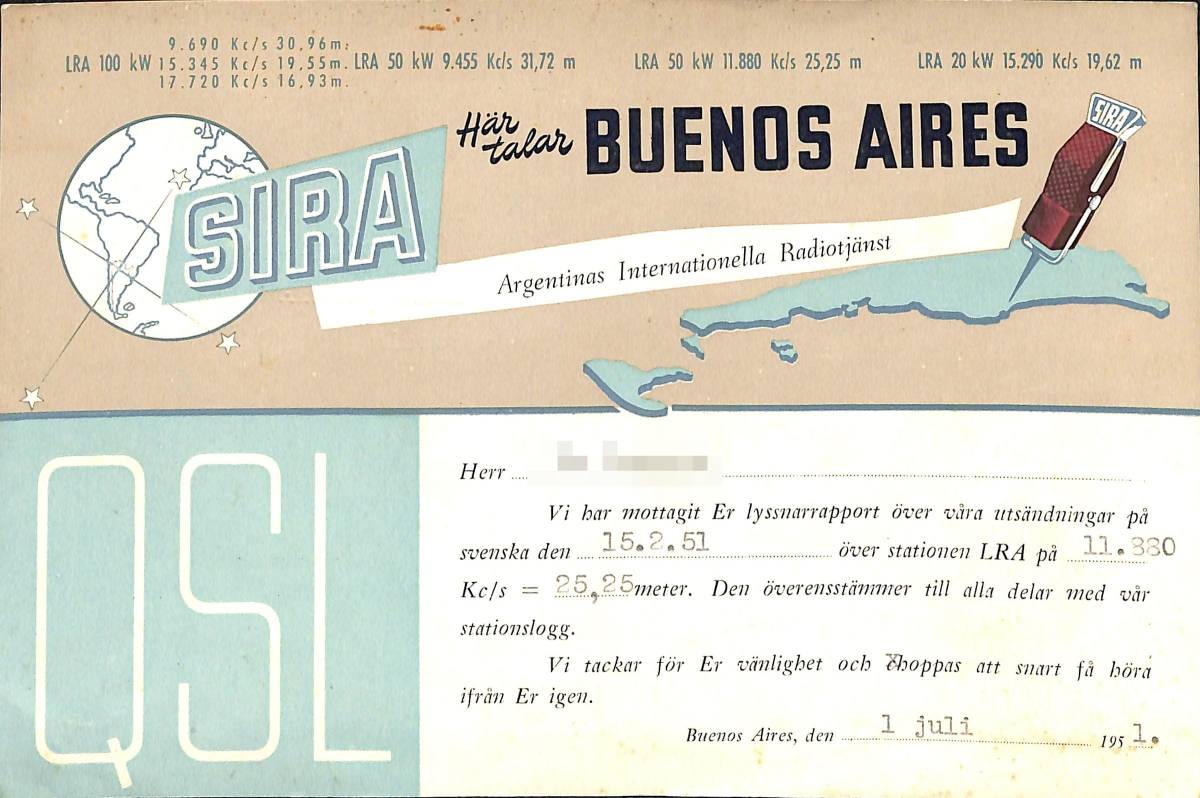 9.690 Kc/s 30,96m.
LRA 100 kW 15.345 Kc/s 19,55m. LRA 50 kW 9.455 Kc/s 31,72 m LRA 50 kW 11.880 Kc/s 25,25 m LRA 20 kW 15.290 Kc/s 19,62 m
17.720 Kc/s 16,93m.
SIRA
Här talar BUENOS AIRES
SIRA
Argentinas Internationella Radiotjänst
QSL
Herr
Vi har mottagit Er lyssnarrapport över våra utsändningar på
svenska den 15.2.51 över stationen LRA på 11.880
Kc/s = 25,25 meter. Den överensstämmer till alla delar med vår
stationslogg.
Vi tackar för Er vänlighet och hoppas att snart få höra
ifrån Er igen.
Buenos Aires, den 1 juli 1951.